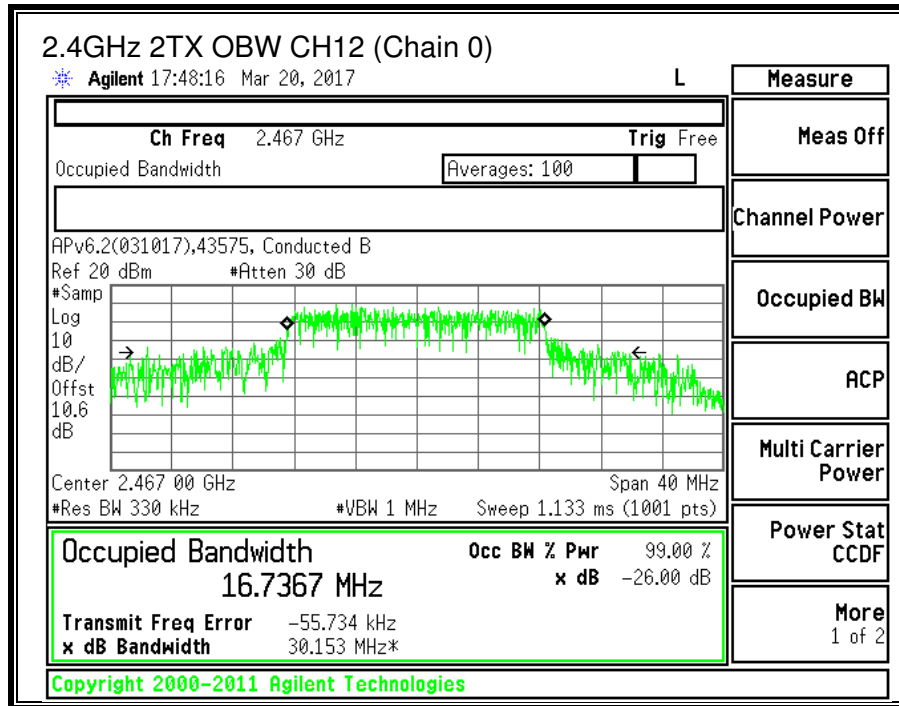 2.4GHz 2TX OBW CH12 (Chain 0)
Agilent 17:48:16 Mar 20, 2017 L
Measure
Ch Freq 2.467 GHz Trig Free
Meas Off
Occupied Bandwidth Averages: 100
Channel Power
APv6.2(031017),43575, Conducted B
Ref 20 dBm #Atten 30 dB
#Samp
Log
10
dB/
Offst
10.6
dB
Occupied BW
ACP
Multi Carrier
Power
Center 2.467 00 GHz Span 40 MHz
#Res BW 330 kHz #VBW 1 MHz Sweep 1.133 ms (1001 pts)
Power Stat
CCDF
Occupied Bandwidth Occ BW % Pwr 99.00 %
16.7367 MHz x dB -26.00 dB
Transmit Freq Error -55.734 kHz
x dB Bandwidth 30.153 MHz*
More
1 of 2
Copyright 2000-2011 Agilent Technologies